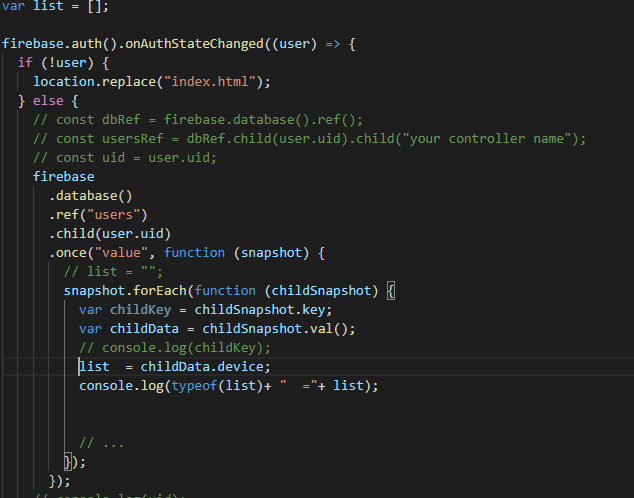 var list = [];
firebase.auth().onAuthStateChanged((user) => {
if (!user) {
location.replace("index.html");
} else {
// const dbRef = firebase.database().ref();
// const usersRef = dbRef.child(user.uid).child("your controller name");
// const uid = user.uid;
firebase
.database()
.ref("users")
.child(user.uid)
.once("value", function (snapshot) {
// list = "";
snapshot.forEach(function (childSnapshot) {
var childKey = childSnapshot.key;
var childData = childSnapshot.val();
// console.log(childKey);
list  = childData.device;
console.log(typeof(list)+ "  ="+ list);
// ...
});
});
// console.log(uid);